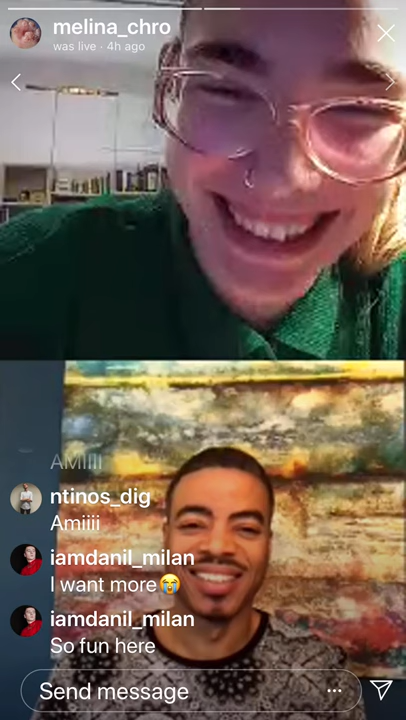 melina_chro
was live · 4h ago
AMIIII
ntinos_dig
Amiiii
iamdanil_milan
I want more😭
iamdanil_milan
So fun here
Send message